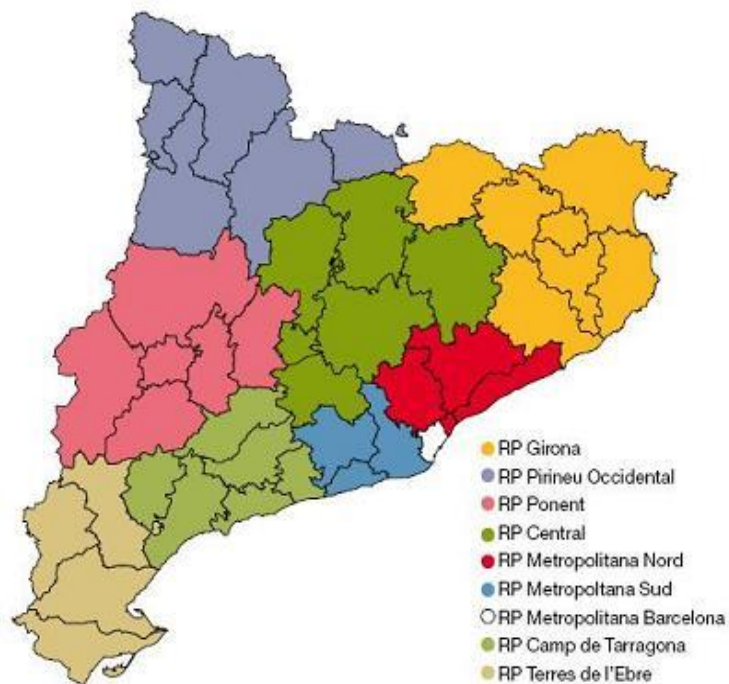 RP Girona
RP Pirineu Occidental
RP Ponent
RP Central
RP Metropolitana Nord
RP Metropoltana Sud
RP Metropolitana Barcelona
RP Camp de Tarragona
RP Terres de l'Ebre